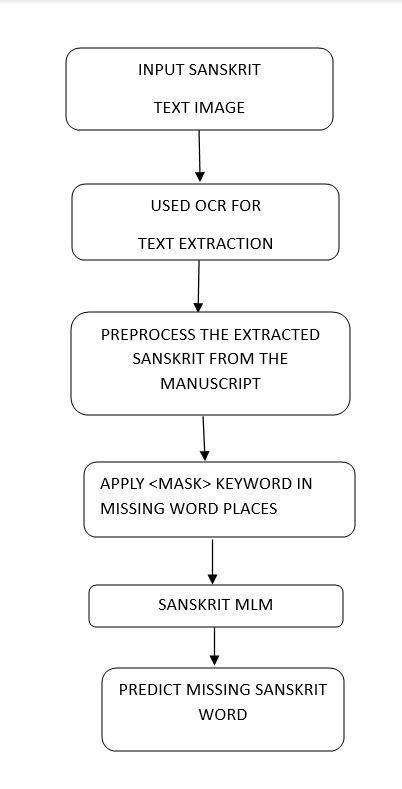 INPUT SANSKRIT
TEXT IMAGE
USED OCR FOR
TEXT EXTRACTION
PREPROCESS THE EXTRACTED
SANSKRIT FROM THE
MANUSCRIPT
APPLY <MASK> KEYWORD IN
MISSING WORD PLACES
SANSKRIT MLM
PREDICT MISSING SANSKRIT
WORD